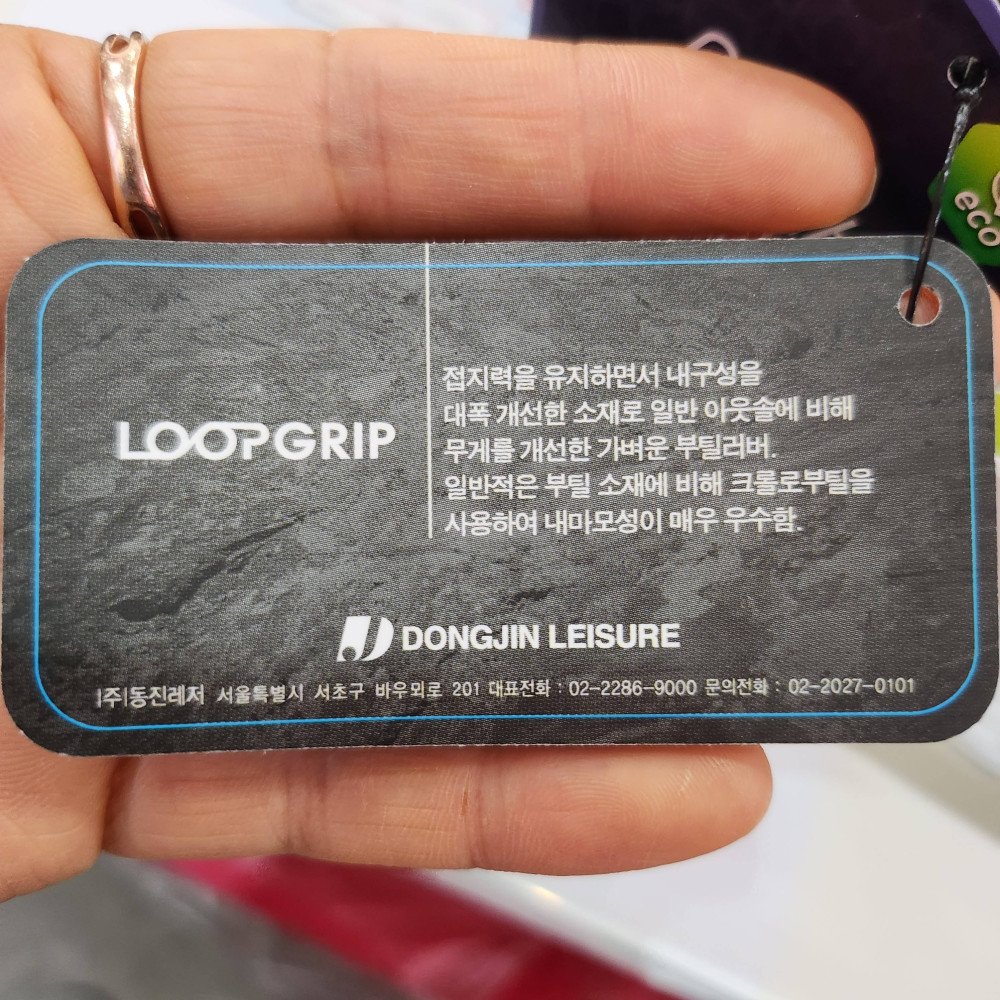 eco
LOOPGRIP
접지력을 유지하면서 내구성을
대폭 개선한 소재로 일반 아웃솔에 비해
무게를 개선한 가벼운 부틸러버.
일반적은 부틸 소재에 비해 크롤로부틸을
사용하여 내마모성이 매우 우수함.
DONGJIN LEISURE
(주)동진레저 서울특별시 서초구 바우뫼로 201 대표전화 : 02-2286-9000 문의전화 : 02-2027-0101